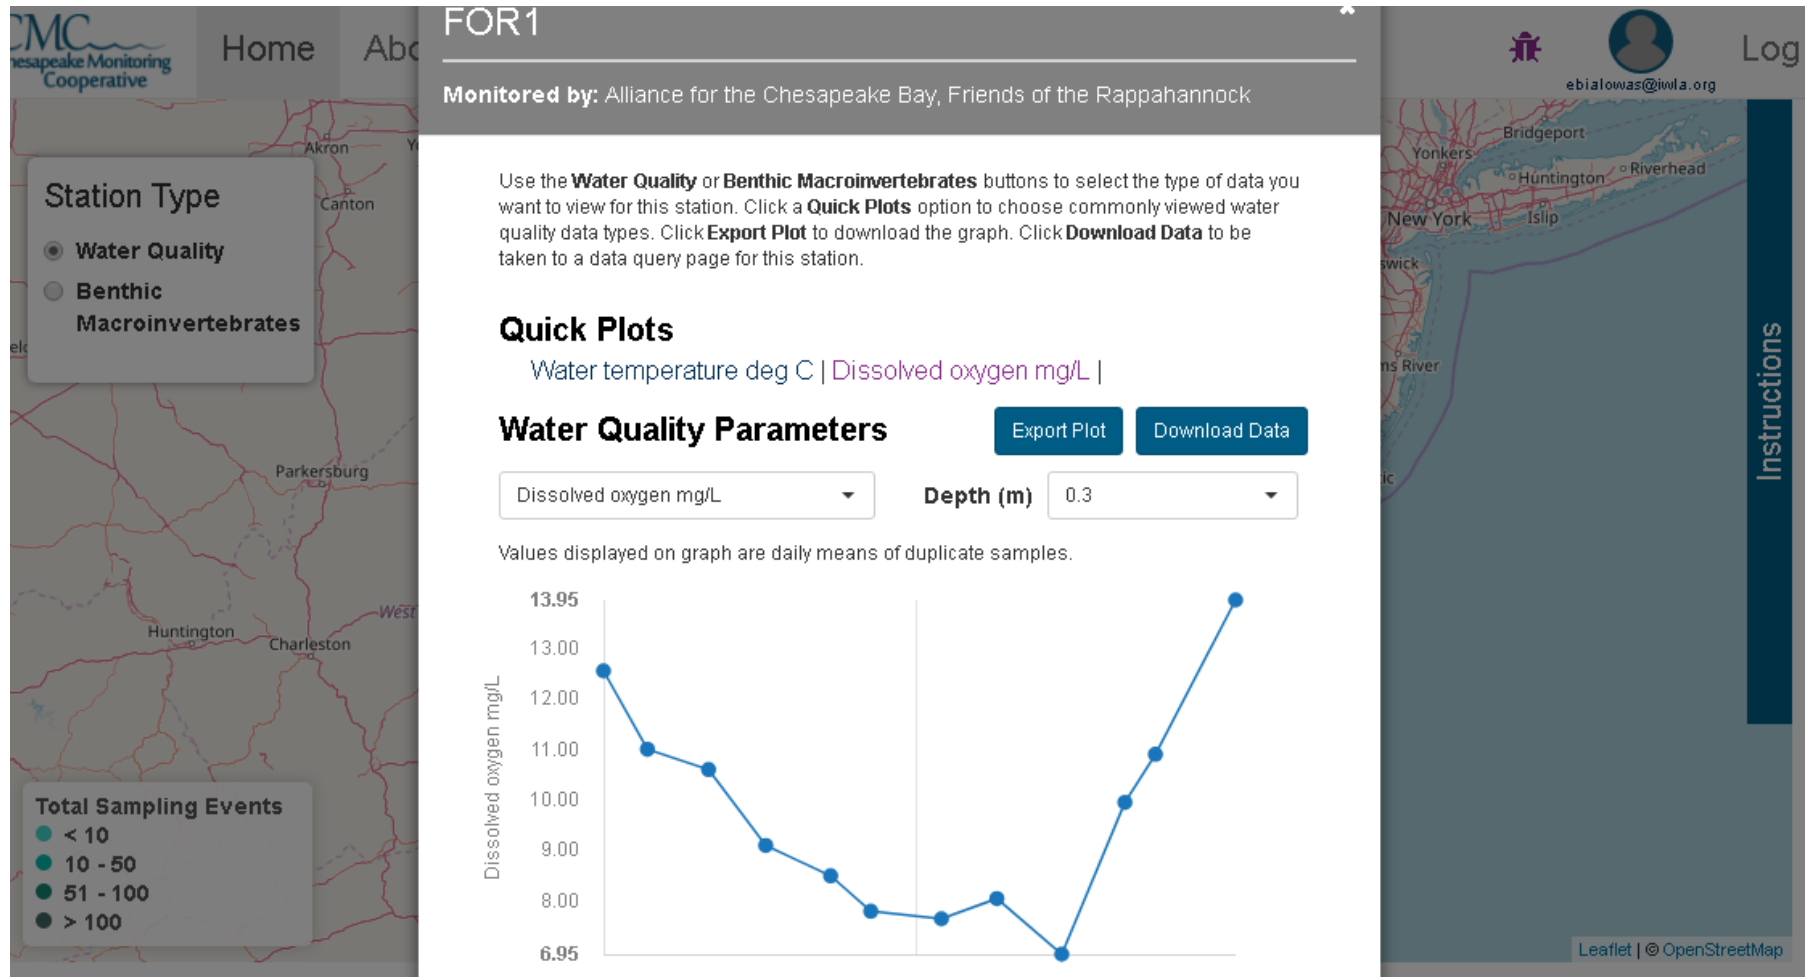 CMC
Chesapeake Monitoring
Cooperative
Home
Abo
FOR1
×
ebialowas@iwla.org
Log
Monitored by: Alliance for the Chesapeake Bay, Friends of the Rappahannock
Use the Water Quality or Benthic Macroinvertebrates buttons to select the type of data you
want to view for this station. Click a Quick Plots option to choose commonly viewed water
quality data types. Click Export Plot to download the graph. Click Download Data to be
taken to a data query page for this station.
Quick Plots
Water temperature deg C | Dissolved oxygen mg/L |
Water Quality Parameters
Export Plot
Download Data
Dissolved oxygen mg/L
Depth (m)
0.3
Values displayed on graph are daily means of duplicate samples.
13.95
13.00
12.00
11.00
10.00
9.00
8.00
6.95
Dissolved oxygen mg/L
Station Type
Water Quality
Benthic
Macroinvertebrates
Akron
Canton
Parkersburg
West
Huntington
Charleston
Total Sampling Events
< 10
10 - 50
51 - 100
> 100
Bridgeport
Yonkers
Huntington
Riverhead
New York
Islip
swick
ms River
ic
Instructions
Leaflet | © OpenStreetMap